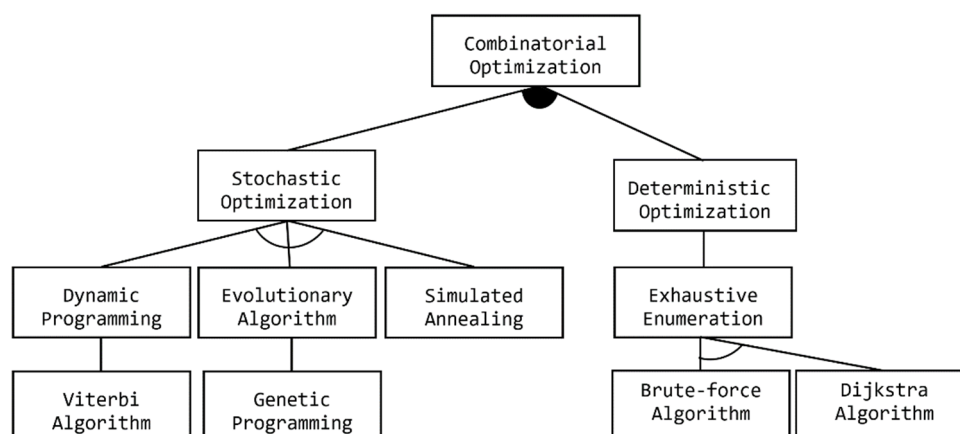 Combinatorial
Optimization
Stochastic
Optimization
Deterministic
Optimization
Dynamic
Programming
Evolutionary
Algorithm
Simulated
Annealing
Exhaustive
Enumeration
Viterbi
Algorithm
Genetic
Programming
Brute-force
Algorithm
Dijkstra
Algorithm